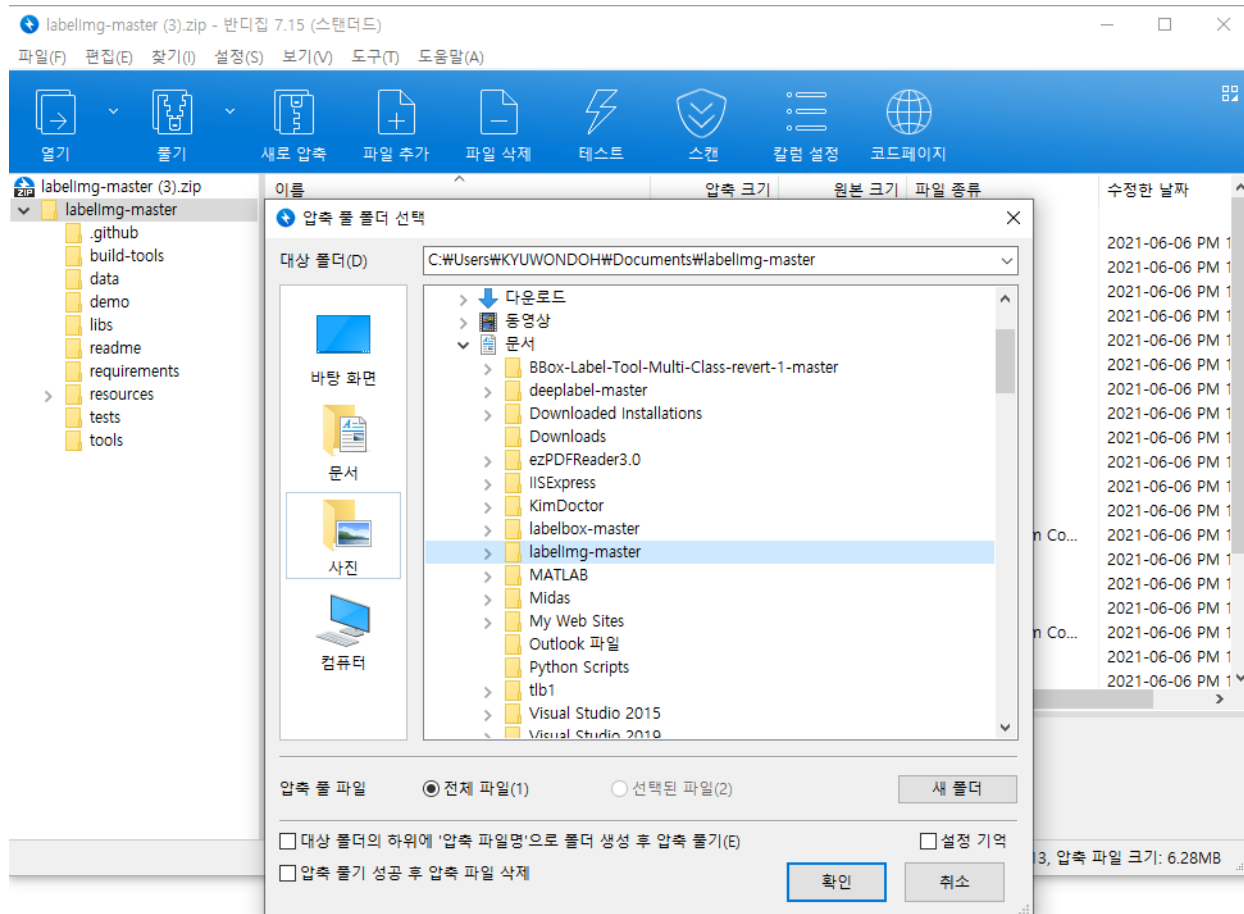 labelImg-master (3).zip - 반디집 7.15 (스탠더드)
파일(F) 편집(E) 찾기(I) 설정(S) 보기(V) 도구(T) 도움말(A)
열기 풀기 새로 압축 파일 추가 파일 삭제 테스트 스캔 칼럼 설정 코드페이지
labelImg-master (3).zip
labelImg-master
.github
build-tools
data
demo
libs
readme
requirements
resources
tests
tools
이름 압축 크기 원본 크기 파일 종류 수정한 날짜
압축 풀 폴더 선택
대상 폴더(D) C:₩Users₩KYUWONDOH₩Documents₩labelImg-master
바탕 화면
문서
사진
컴퓨터
다운로드
동영상
문서
BBox-Label-Tool-Multi-Class-revert-1-master
deeplabel-master
Downloaded Installations
Downloads
ezPDFReader3.0
IISExpress
KimDoctor
labelbox-master
labelImg-master
MATLAB
Midas
My Web Sites
Outlook 파일
Python Scripts
tlb1
Visual Studio 2015
Visual Studio 2019
압축 풀 파일 전체 파일(1) 선택된 파일(2) 새 폴더
대상 폴더의 하위에 '압축 파일명'으로 폴더 생성 후 압축 풀기(E) 설정 기억
압축 풀기 성공 후 압축 파일 삭제
확인 취소
2021-06-06 PM 1
2021-06-06 PM 1
2021-06-06 PM 1
2021-06-06 PM 1
2021-06-06 PM 1
2021-06-06 PM 1
2021-06-06 PM 1
2021-06-06 PM 1
2021-06-06 PM 1
2021-06-06 PM 1
2021-06-06 PM 1
2021-06-06 PM 1
n Co... 2021-06-06 PM 1
2021-06-06 PM 1
2021-06-06 PM 1
2021-06-06 PM 1
n Co... 2021-06-06 PM 1
2021-06-06 PM 1
2021-06-06 PM 1
13, 압축 파일 크기: 6.28MB